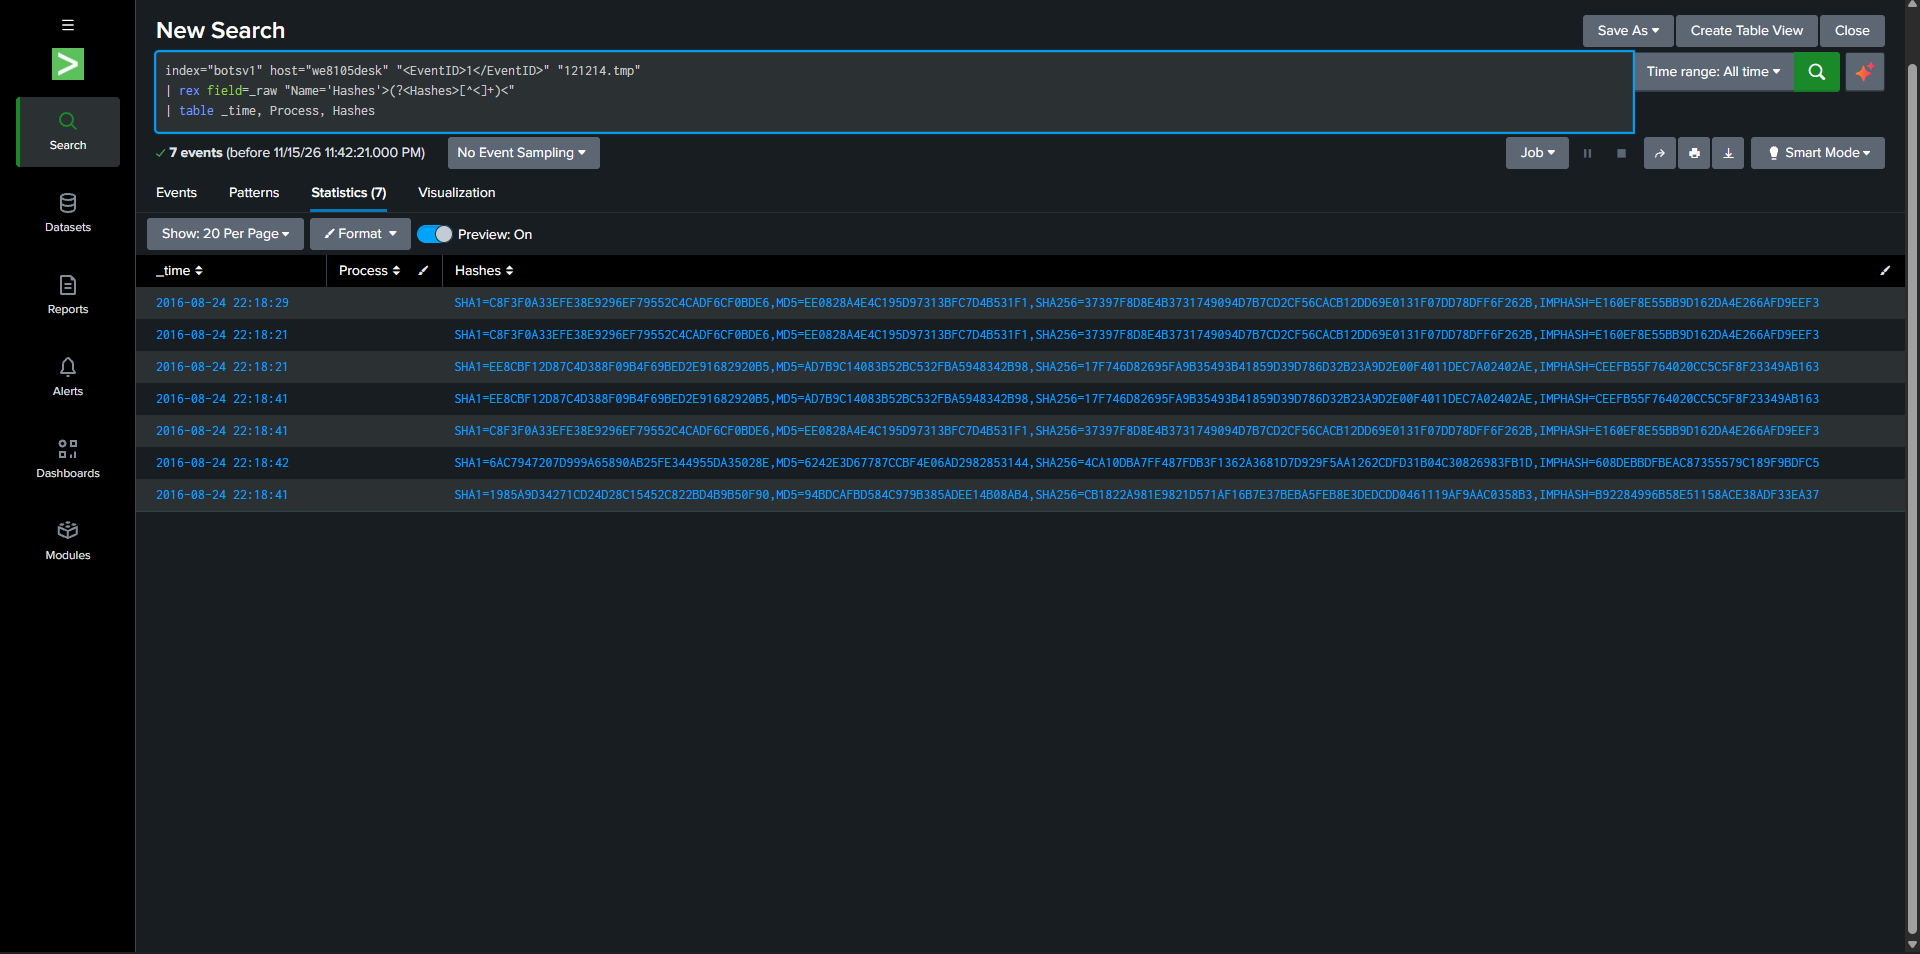 New Search
Save As
Create Table View
Close
index="botsv1" host="we8105desk" "<EventID>1</EventID>" "121214.tmp"
| rex field=_raw "Name='Hashes'>(?<Hashes>[^<]+)<"
| table _time, Process, Hashes
Time range: All time
7 events (before 11/15/26 11:42:21.000 PM)
No Event Sampling
Job
Smart Mode
Events
Patterns
Statistics (7)
Visualization
Show: 20 Per Page
Format
Preview: On
_time
Process
Hashes
2016-08-24 22:18:29 SHA1=C8F3F0A33EFE38E9296EF79552C4CADF6CF0BDE6,MD5=EE0828A4E4C195D97313BFC7D4B531F1,SHA256=37397F8D8E4B3731749094D7B7CD2CF56CACB12DD69E0131F07DD78DFF6F262B,IMPHASH=E160EF8E55BB9D162DA4E266AFD9EEF3
2016-08-24 22:18:21 SHA1=C8F3F0A33EFE38E9296EF79552C4CADF6CF0BDE6,MD5=EE0828A4E4C195D97313BFC7D4B531F1,SHA256=37397F8D8E4B3731749094D7B7CD2CF56CACB12DD69E0131F07DD78DFF6F262B,IMPHASH=E160EF8E55BB9D162DA4E266AFD9EEF3
2016-08-24 22:18:21 SHA1=EE8CBF12D87C4D388F09B4F69BED2E91682920B5,MD5=AD7B9C14083B52BC532FBA5948342B98,SHA256=17F746D82695FA9B35493B41859D39D786D32B23A9D2E00F4011DEC7A02402AE,IMPHASH=CEEFB55F764020CC5C5F8F23349AB163
2016-08-24 22:18:41 SHA1=EE8CBF12D87C4D388F09B4F69BED2E91682920B5,MD5=AD7B9C14083B52BC532FBA5948342B98,SHA256=17F746D82695FA9B35493B41859D39D786D32B23A9D2E00F4011DEC7A02402AE,IMPHASH=CEEFB55F764020CC5C5F8F23349AB163
2016-08-24 22:18:41 SHA1=C8F3F0A33EFE38E9296EF79552C4CADF6CF0BDE6,MD5=EE0828A4E4C195D97313BFC7D4B531F1,SHA256=37397F8D8E4B3731749094D7B7CD2CF56CACB12DD69E0131F07DD78DFF6F262B,IMPHASH=E160EF8E55BB9D162DA4E266AFD9EEF3
2016-08-24 22:18:42 SHA1=6AC7947207D999A65890AB25FE344955DA35028E,MD5=6242E3D67787CCBF4E06AD2982853144,SHA256=4CA10DBA7FF487FDB3F1362A3681D7D929F5AA1262CDFD31B04C30826983FB1D,IMPHASH=608DEBBDFBEAC87355579C189F9BDFC5
2016-08-24 22:18:41 SHA1=1985A9D34271CD24D28C15452C822BD4B9B50F90,MD5=94BDCAFBD584C979B385ADEE14B08AB4,SHA256=CB1822A981E9821D571AF16B7E37BEBA5FEB8E3DEDCDD0461119AF9AAC0358B3,IMPHASH=B92284996B58E51158ACE38ADF33EA37
Search
Datasets
Reports
Alerts
Dashboards
Modules